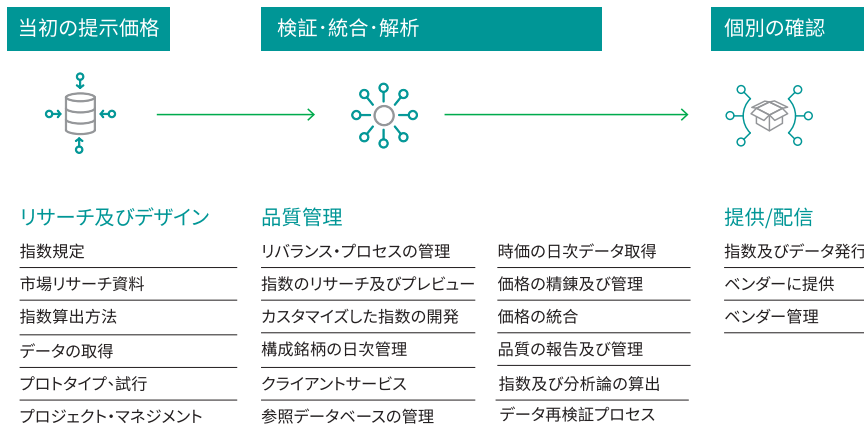 当初の提示価格
検証・統合・解析
個別の確認
リサーチ及びデザイン
指数規定
市場リサーチ資料
指数算出方法
データの取得
プロトタイプ、試行
プロジェクト・マネジメント
品質管理
リバランス・プロセスの管理
指数のリサーチ及びプレビュー
カスタマイズした指数の開発
構成銘柄の日次管理
クライアントサービス
参照データベースの管理
時価の日次データ取得
価格の精錬及び管理
価格の統合
品質の報告及び管理
指数及び分析論の算出
データ再検証プロセス
提供/配信
指数及びデータ発行
ベンダーに提供
ベンダー管理